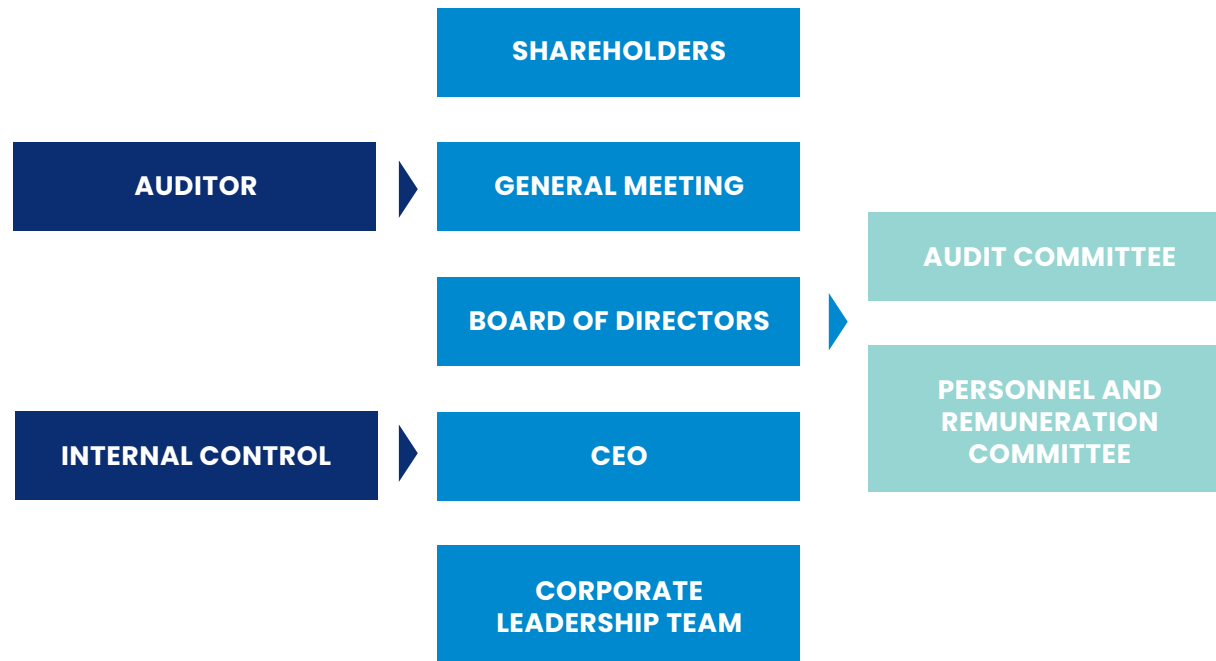 SHAREHOLDERS
AUDITOR
GENERAL MEETING
AUDIT COMMITTEE
BOARD OF DIRECTORS
PERSONNEL AND
REMUNERATION
COMMITTEE
INTERNAL CONTROL
CEO
CORPORATE
LEADERSHIP TEAM